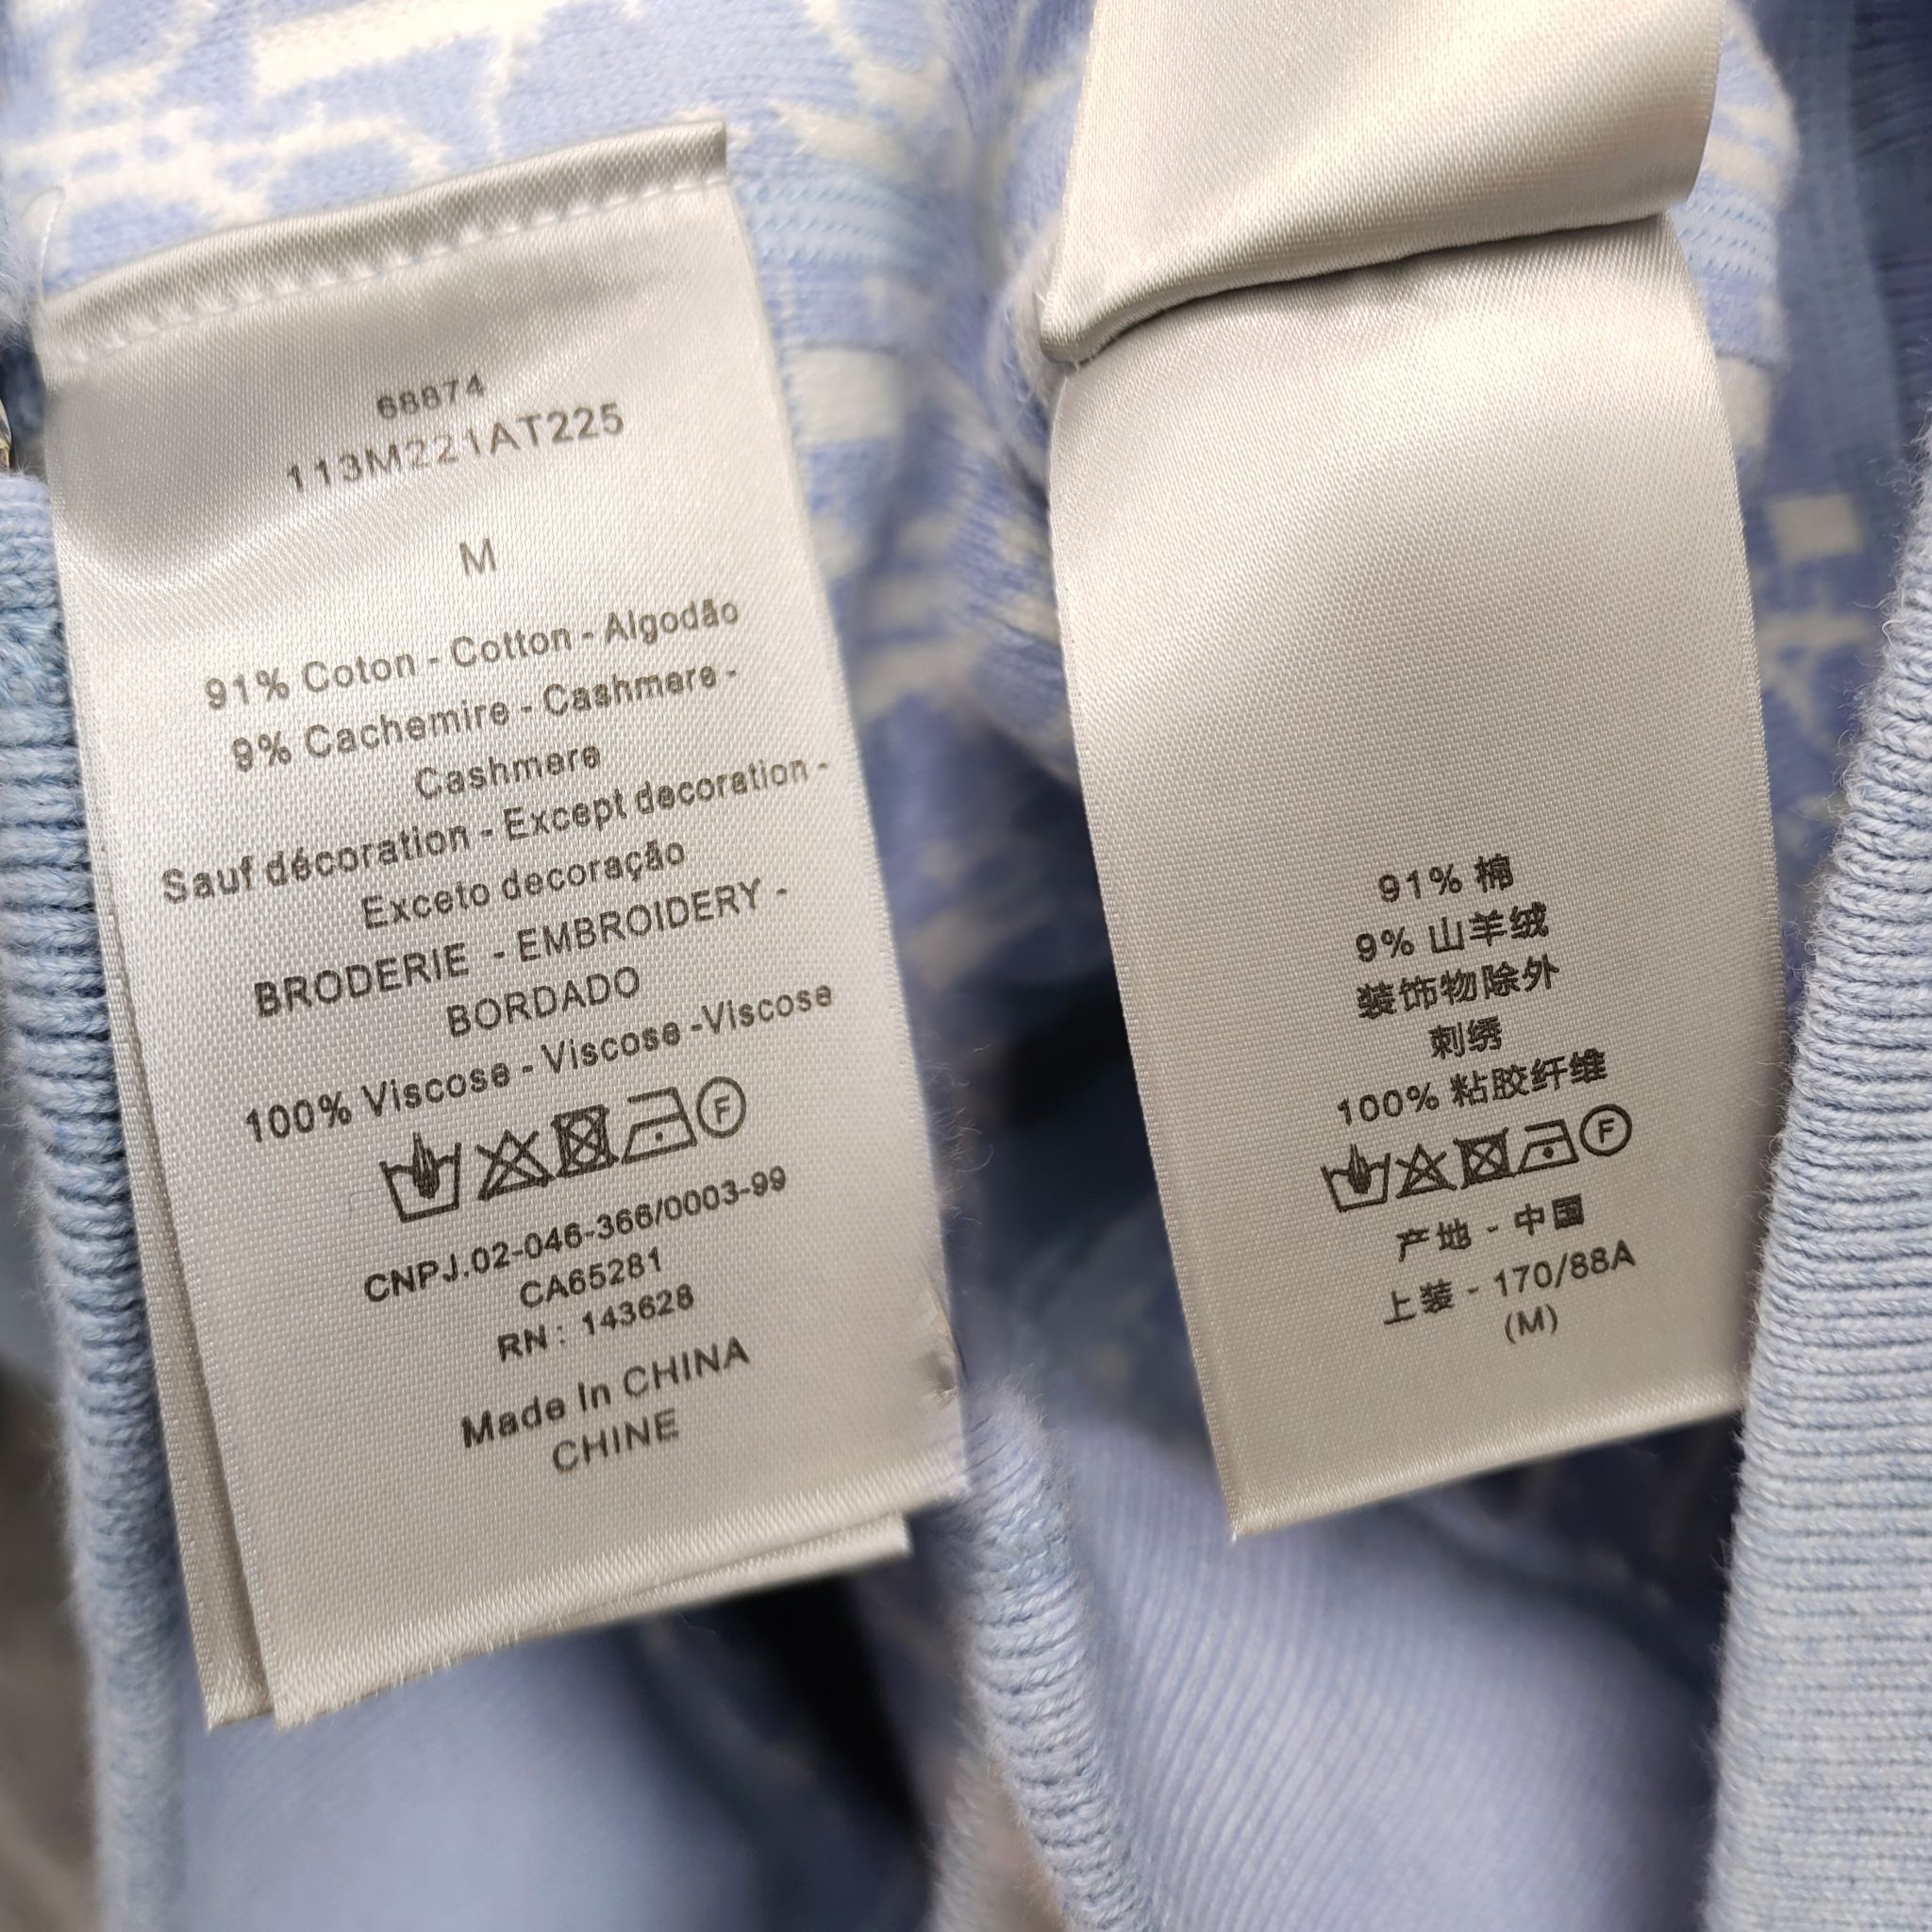 68874
113M221AT225
M
91% Coton - Cotton - Algodão
9% Cachemire - Cashmere -
Cashmere
Sauf décoration - Except decoration -
Exceto decoração
BRODERIE - EMBROIDERY -
BORDADO
100% Viscose - Viscose -Viscose
F
CNPJ.02-046-366/0003-99
CA65281
RN: 143628
Made In CHINA
CHINE
91% 棉
9% 山羊绒
装饰物除外
刺绣
100% 粘胶纤维
F
产地 - 中国
上装 - 170/88A
(M)